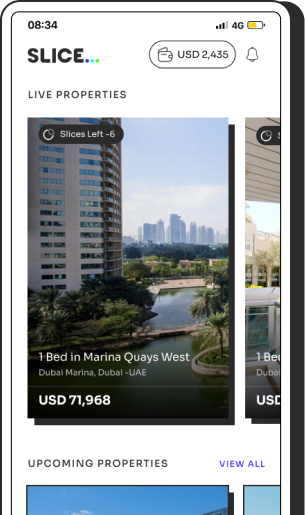 08:34
4G
SLICE...
USD 2,435
LIVE PROPERTIES
Slices Left -6
1 Bed in Marina Quays West
Dubai Marina, Dubai -UAE
USD 71,968
1 Bed
Dubai
USD
UPCOMING PROPERTIES
VIEW ALL